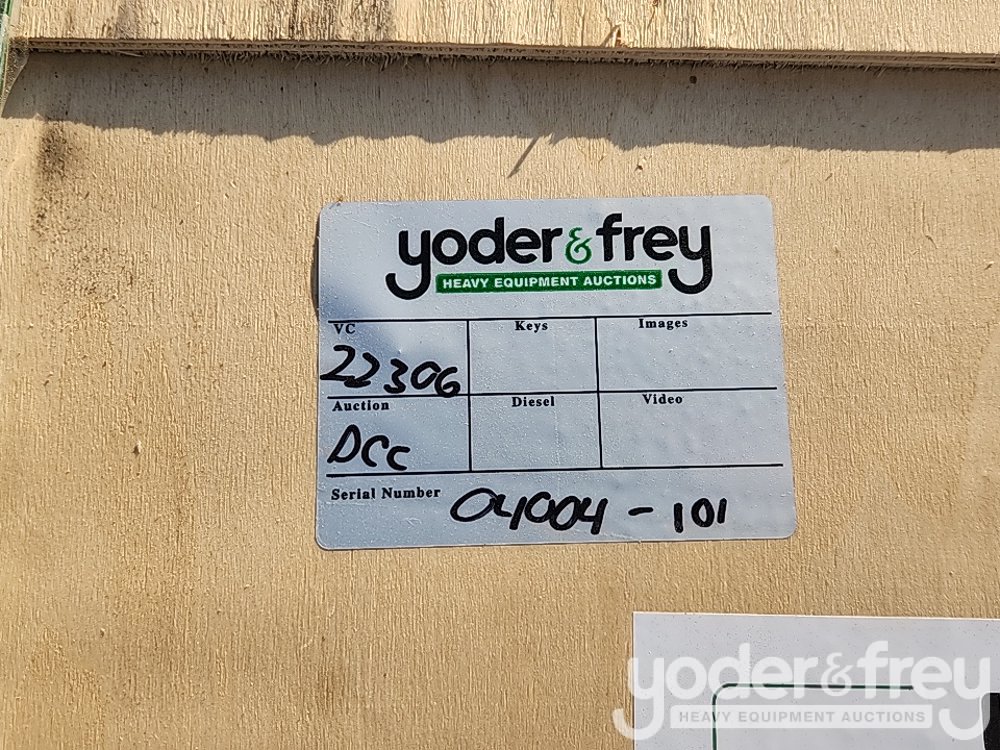 yoder & frey
HEAVY EQUIPMENT AUCTIONS
VC Keys Images
22306
Auction Diesel Video
DCC
Serial Number 04004-101
yoder & frey
HEAVY EQUIPMENT AUCTIONS